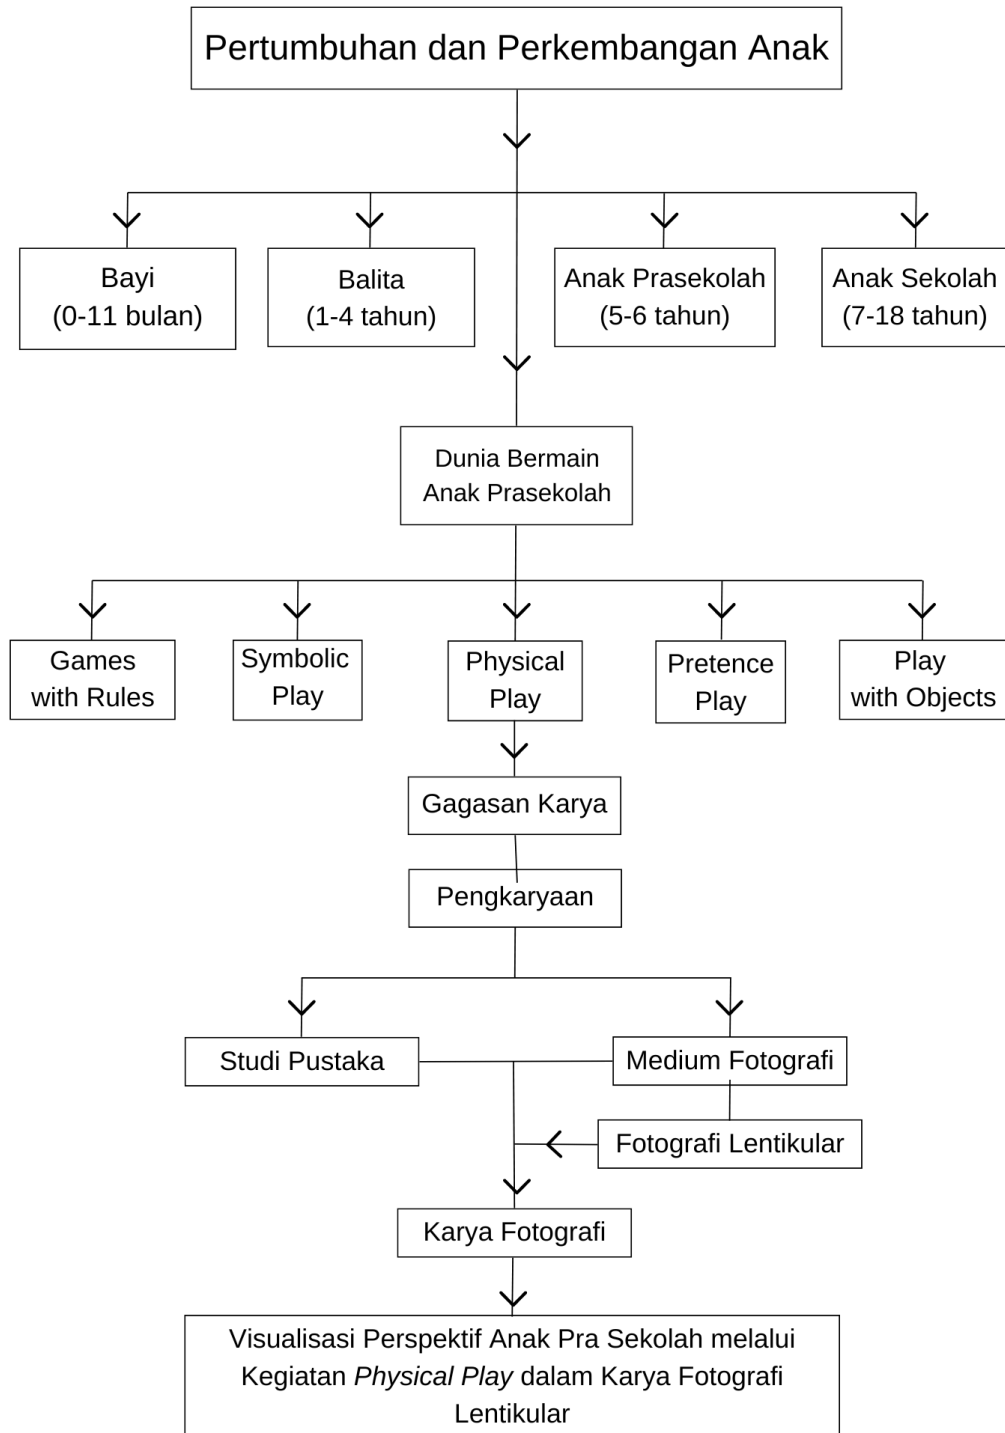 Pertumbuhan dan Perkembangan Anak
Bayi
(0-11 bulan)
Balita
(1-4 tahun)
Anak Prasekolah
(5-6 tahun)
Anak Sekolah
(7-18 tahun)
Dunia Bermain
Anak Prasekolah
Games
with Rules
Symbolic
Play
Physical
Play
Pretence
Play
Play
with Objects
Gagasan Karya
Pengkaryaan
Studi Pustaka
Medium Fotografi
Fotografi Lentikular
Karya Fotografi
Visualisasi Perspektif Anak Pra Sekolah melalui
Kegiatan Physical Play dalam Karya Fotografi
Lentikular